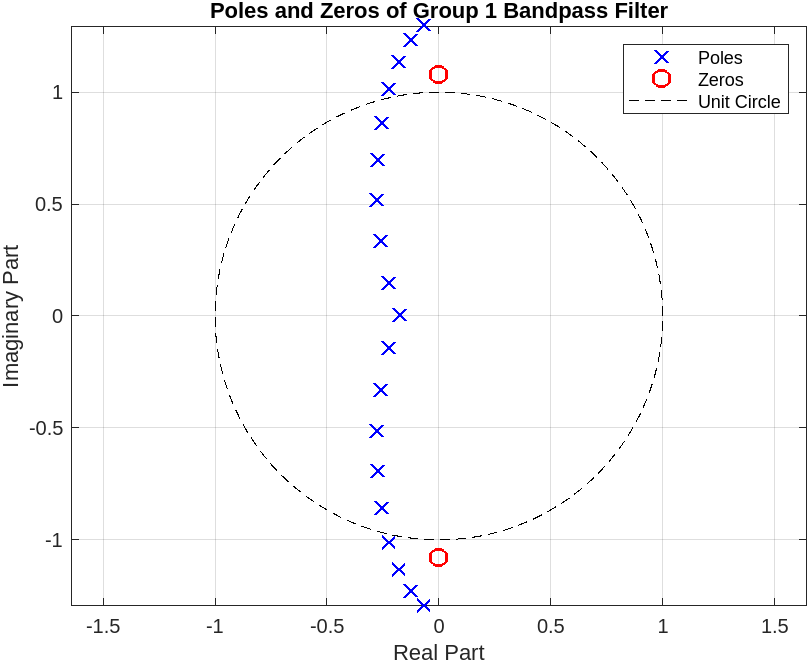 Poles and Zeros of Group 1 Bandpass Filter
Poles
Zeros
Unit Circle
1
0.5
0
-0.5
-1
Imaginary Part
-1.5
-1
-0.5
0
0.5
1
1.5
Real Part